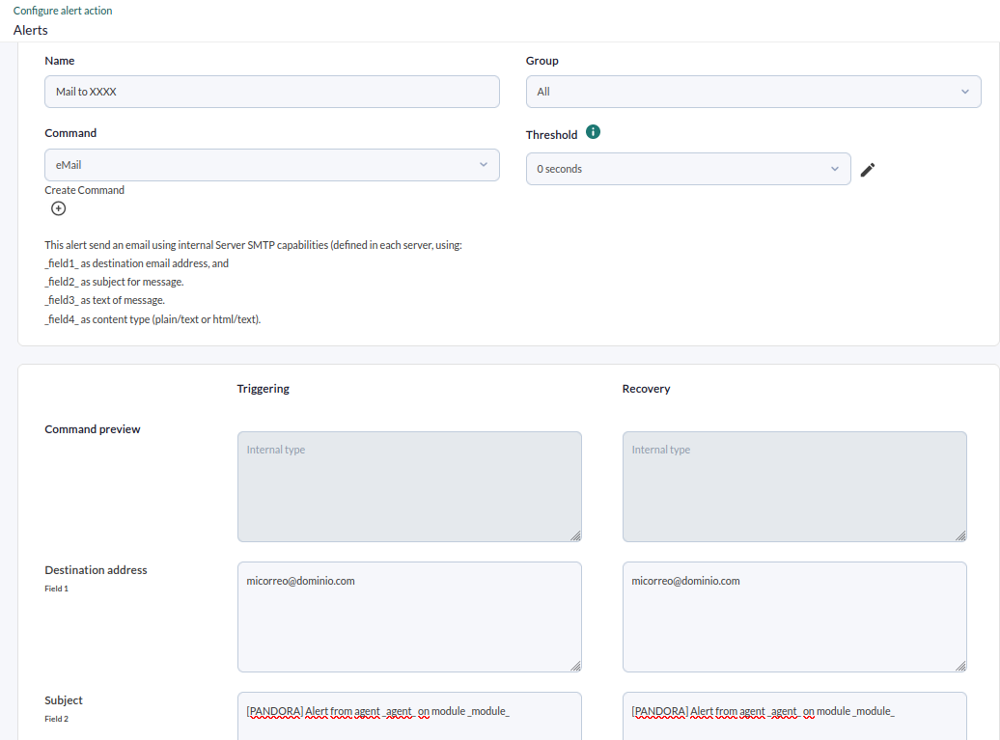 Configure alert action
Alerts
Name
Group
Mail to XXXX
All
Command
Threshold
eMail
0 seconds
Create Command
This alert send an email using internal Server SMTP capabilities (defined in each server, using:
_field1_ as destination email address, and
_field2_ as subject for message.
_field3_ as text of message.
_field4_ as content type (plain/text or html/text).
Triggering
Recovery
Command preview
Internal type
Internal type
Destination address
Field 1
micorreo@dominio.com
micorreo@dominio.com
Subject
Field 2
[PANDORA] Alert from agent _agent_ on module _module_
[PANDORA] Alert from agent _agent_ on module _module_